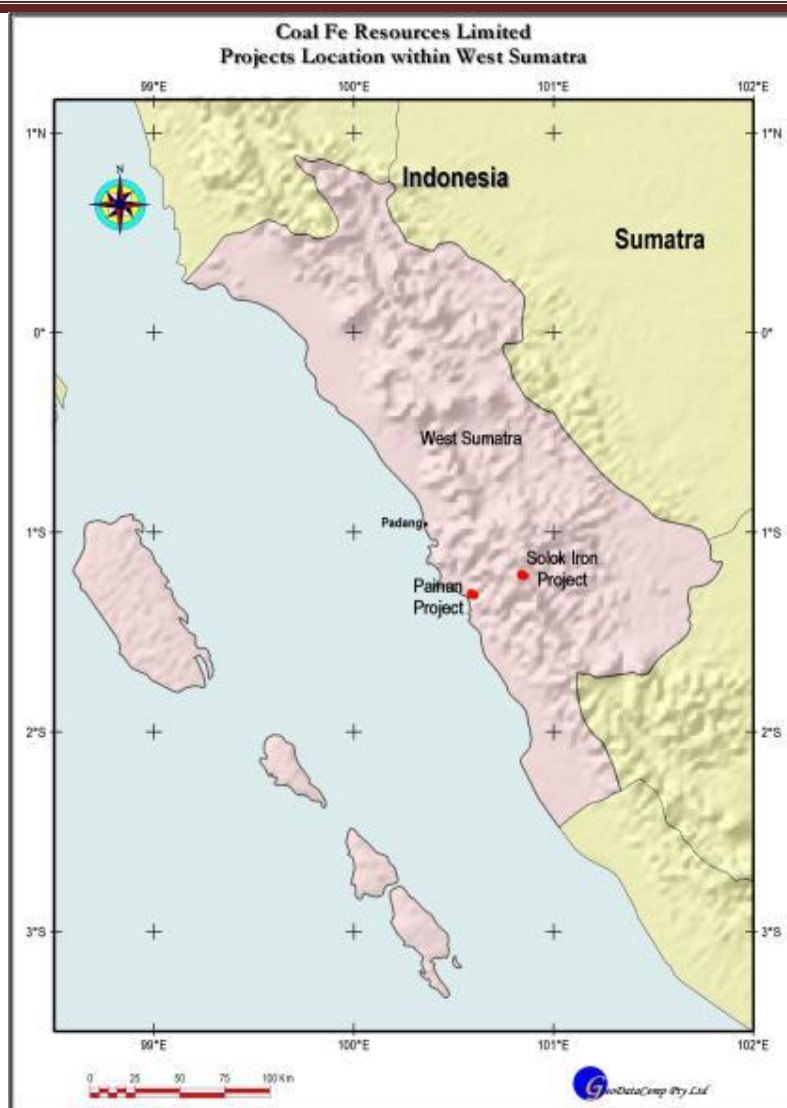 Coal Fe Resources Limited
Projects Location within West Sumatra
99°E 100°E 101°E 102°E
1°N 1°N
N
Indonesia
Sumatra
0° 0°
West Sumatra
Padang
1°S 1°S
Solok Iron
Project
Painan
Project
2°S 2°S
3°S 3°S
99°E 100°E 101°E 102°E
0 25 50 75 100 Km
GeoDataComp Pty Ltd